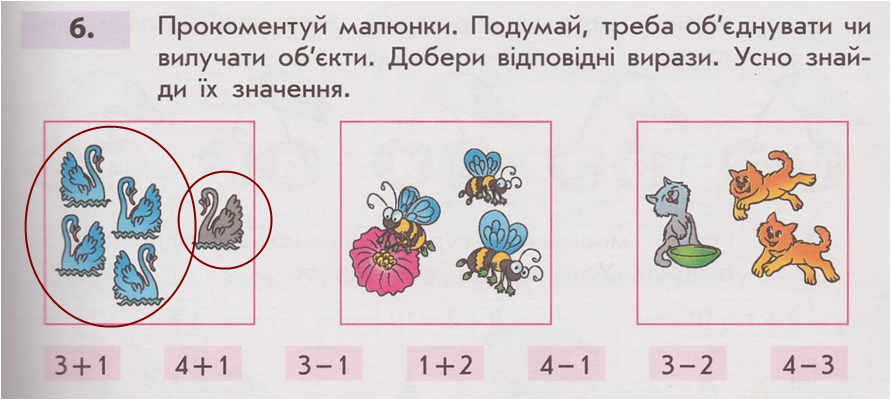 6. Прокоментуй малюнки. Подумай, треба об’єднувати чи
вилучати об’єкти. Добери відповідні вирази. Усно знай-
ди їх значення.
3+1 4+1 3−1 1+2 4−1 3−2 4−3